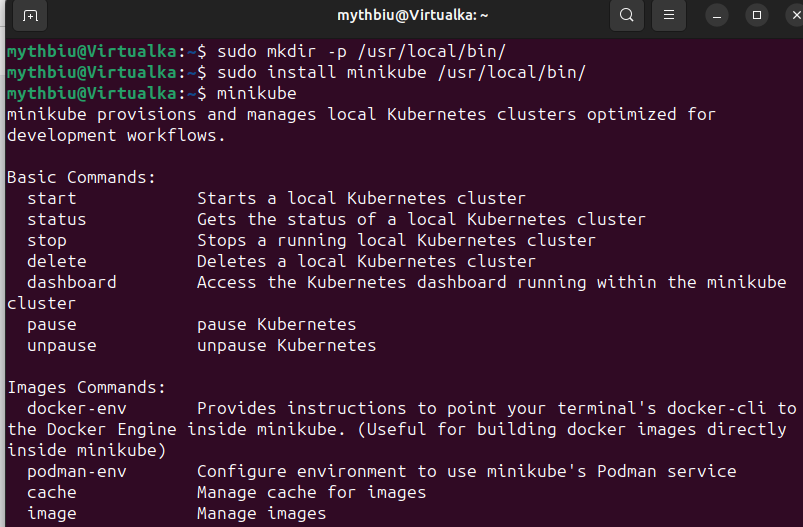 mythbiu@Virtualka: ~
mythbiu@Virtualka:~$ sudo mkdir -p /usr/local/bin/
mythbiu@Virtualka:~$ sudo install minikube /usr/local/bin/
mythbiu@Virtualka:~$ minikube
minikube provisions and manages local Kubernetes clusters optimized for
development workflows.

Basic Commands:
  start            Starts a local Kubernetes cluster
  status           Gets the status of a local Kubernetes cluster
  stop             Stops a running local Kubernetes cluster
  delete           Deletes a local Kubernetes cluster
  dashboard        Access the Kubernetes dashboard running within the minikube
cluster
  pause            pause Kubernetes
  unpause          unpause Kubernetes

Images Commands:
  docker-env       Provides instructions to point your terminal's docker-cli to
the Docker Engine inside minikube. (Useful for building docker images directly
inside minikube)
  podman-env       Configure environment to use minikube's Podman service
  cache            Manage cache for images
  image            Manage images